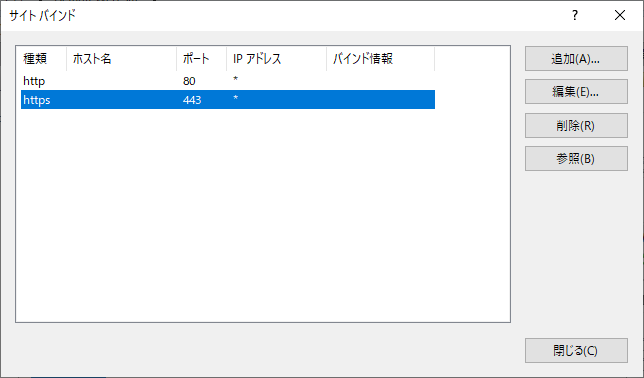 サイト バインド
? ×
種類 ホスト名 ポート IP アドレス バインド情報
http 80 *
https 443 *
追加(A)...
編集(E)...
削除(R)
参照(B)
閉じる(C)